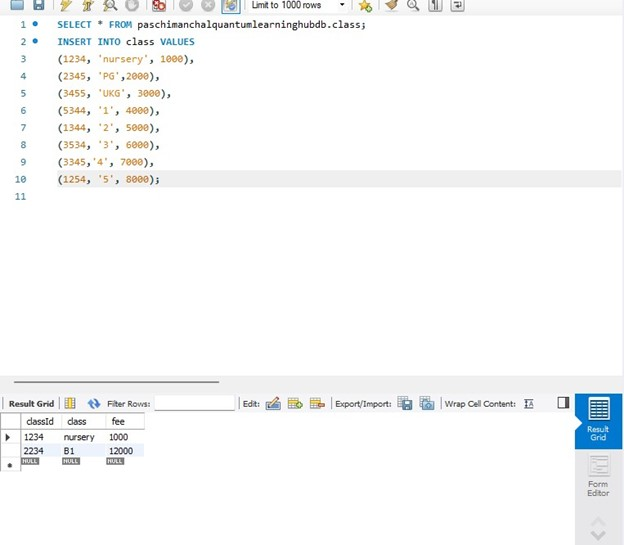 Limit to 1000 rows
1 SELECT * FROM paschimanchalquantumlearninghubdb.class;
2 INSERT INTO class VALUES
3 (1234, 'nursery', 1000),
4 (2345, 'PG',2000),
5 (3455, 'UKG', 3000),
6 (5344, '1', 4000),
7 (1344, '2', 5000),
8 (3534, '3', 6000),
9 (3345,'4', 7000),
10 (1254, '5', 8000);
11
Result Grid Filter Rows: Edit: Export/Import: Wrap Cell Content:
classId class fee
1234 nursery 1000
2234 B1 12000
NULL NULL NULL
Result
Grid
Form
Editor